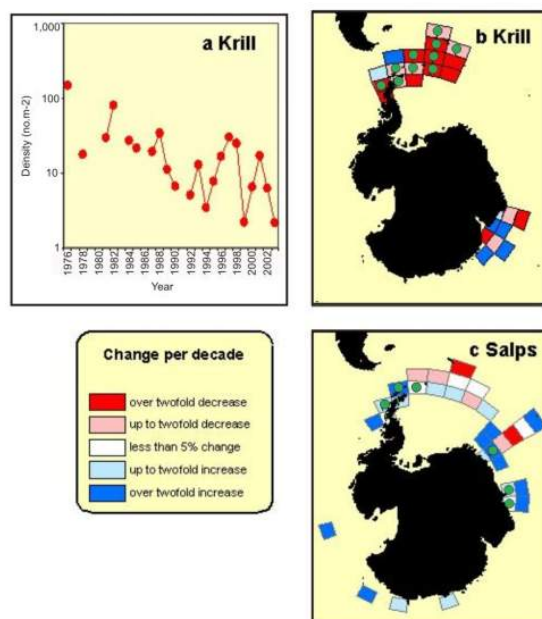 a Krill
1,000
100
10
1
Density (no.m-2)
1976
1978
1980
1982
1984
1986
1988
1990
1992
1994
1996
1998
2000
2002
Year
b Krill
Change per decade
over twofold decrease
up to twofold decrease
less than 5% change
up to twofold increase
over twofold increase
c Salps